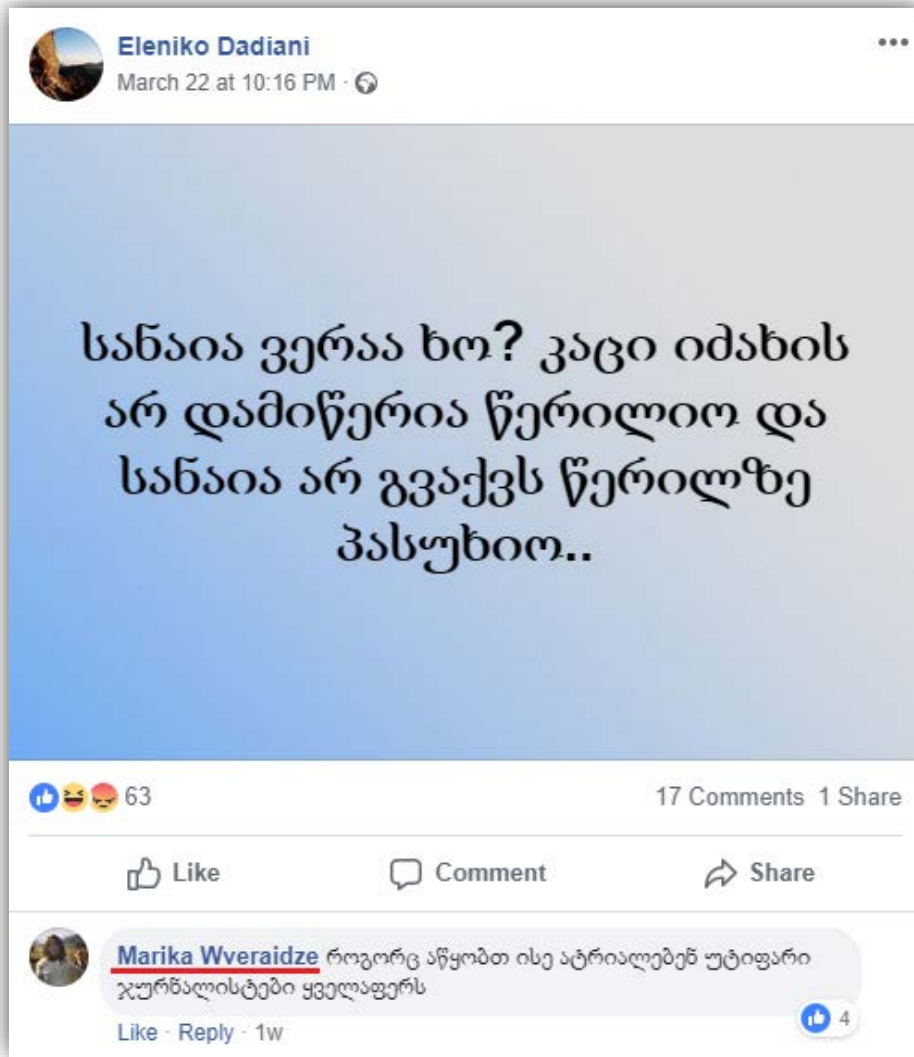 Eleniko Dadiani
March 22 at 10:16 PM ·
სანაია ვერაა ხო? კაცი იძახის
არ დამიწერია წერილიო და
სანაია არ გვაქვს წერილზე
პასუხიო..
63
17 Comments 1 Share
Like Comment Share
Marika Wveraidze როგორც აწყობთ ისე ატრიალებენ უტიფარი
ჟურნალისტები ყველაფერს
4
Like · Reply · 1w